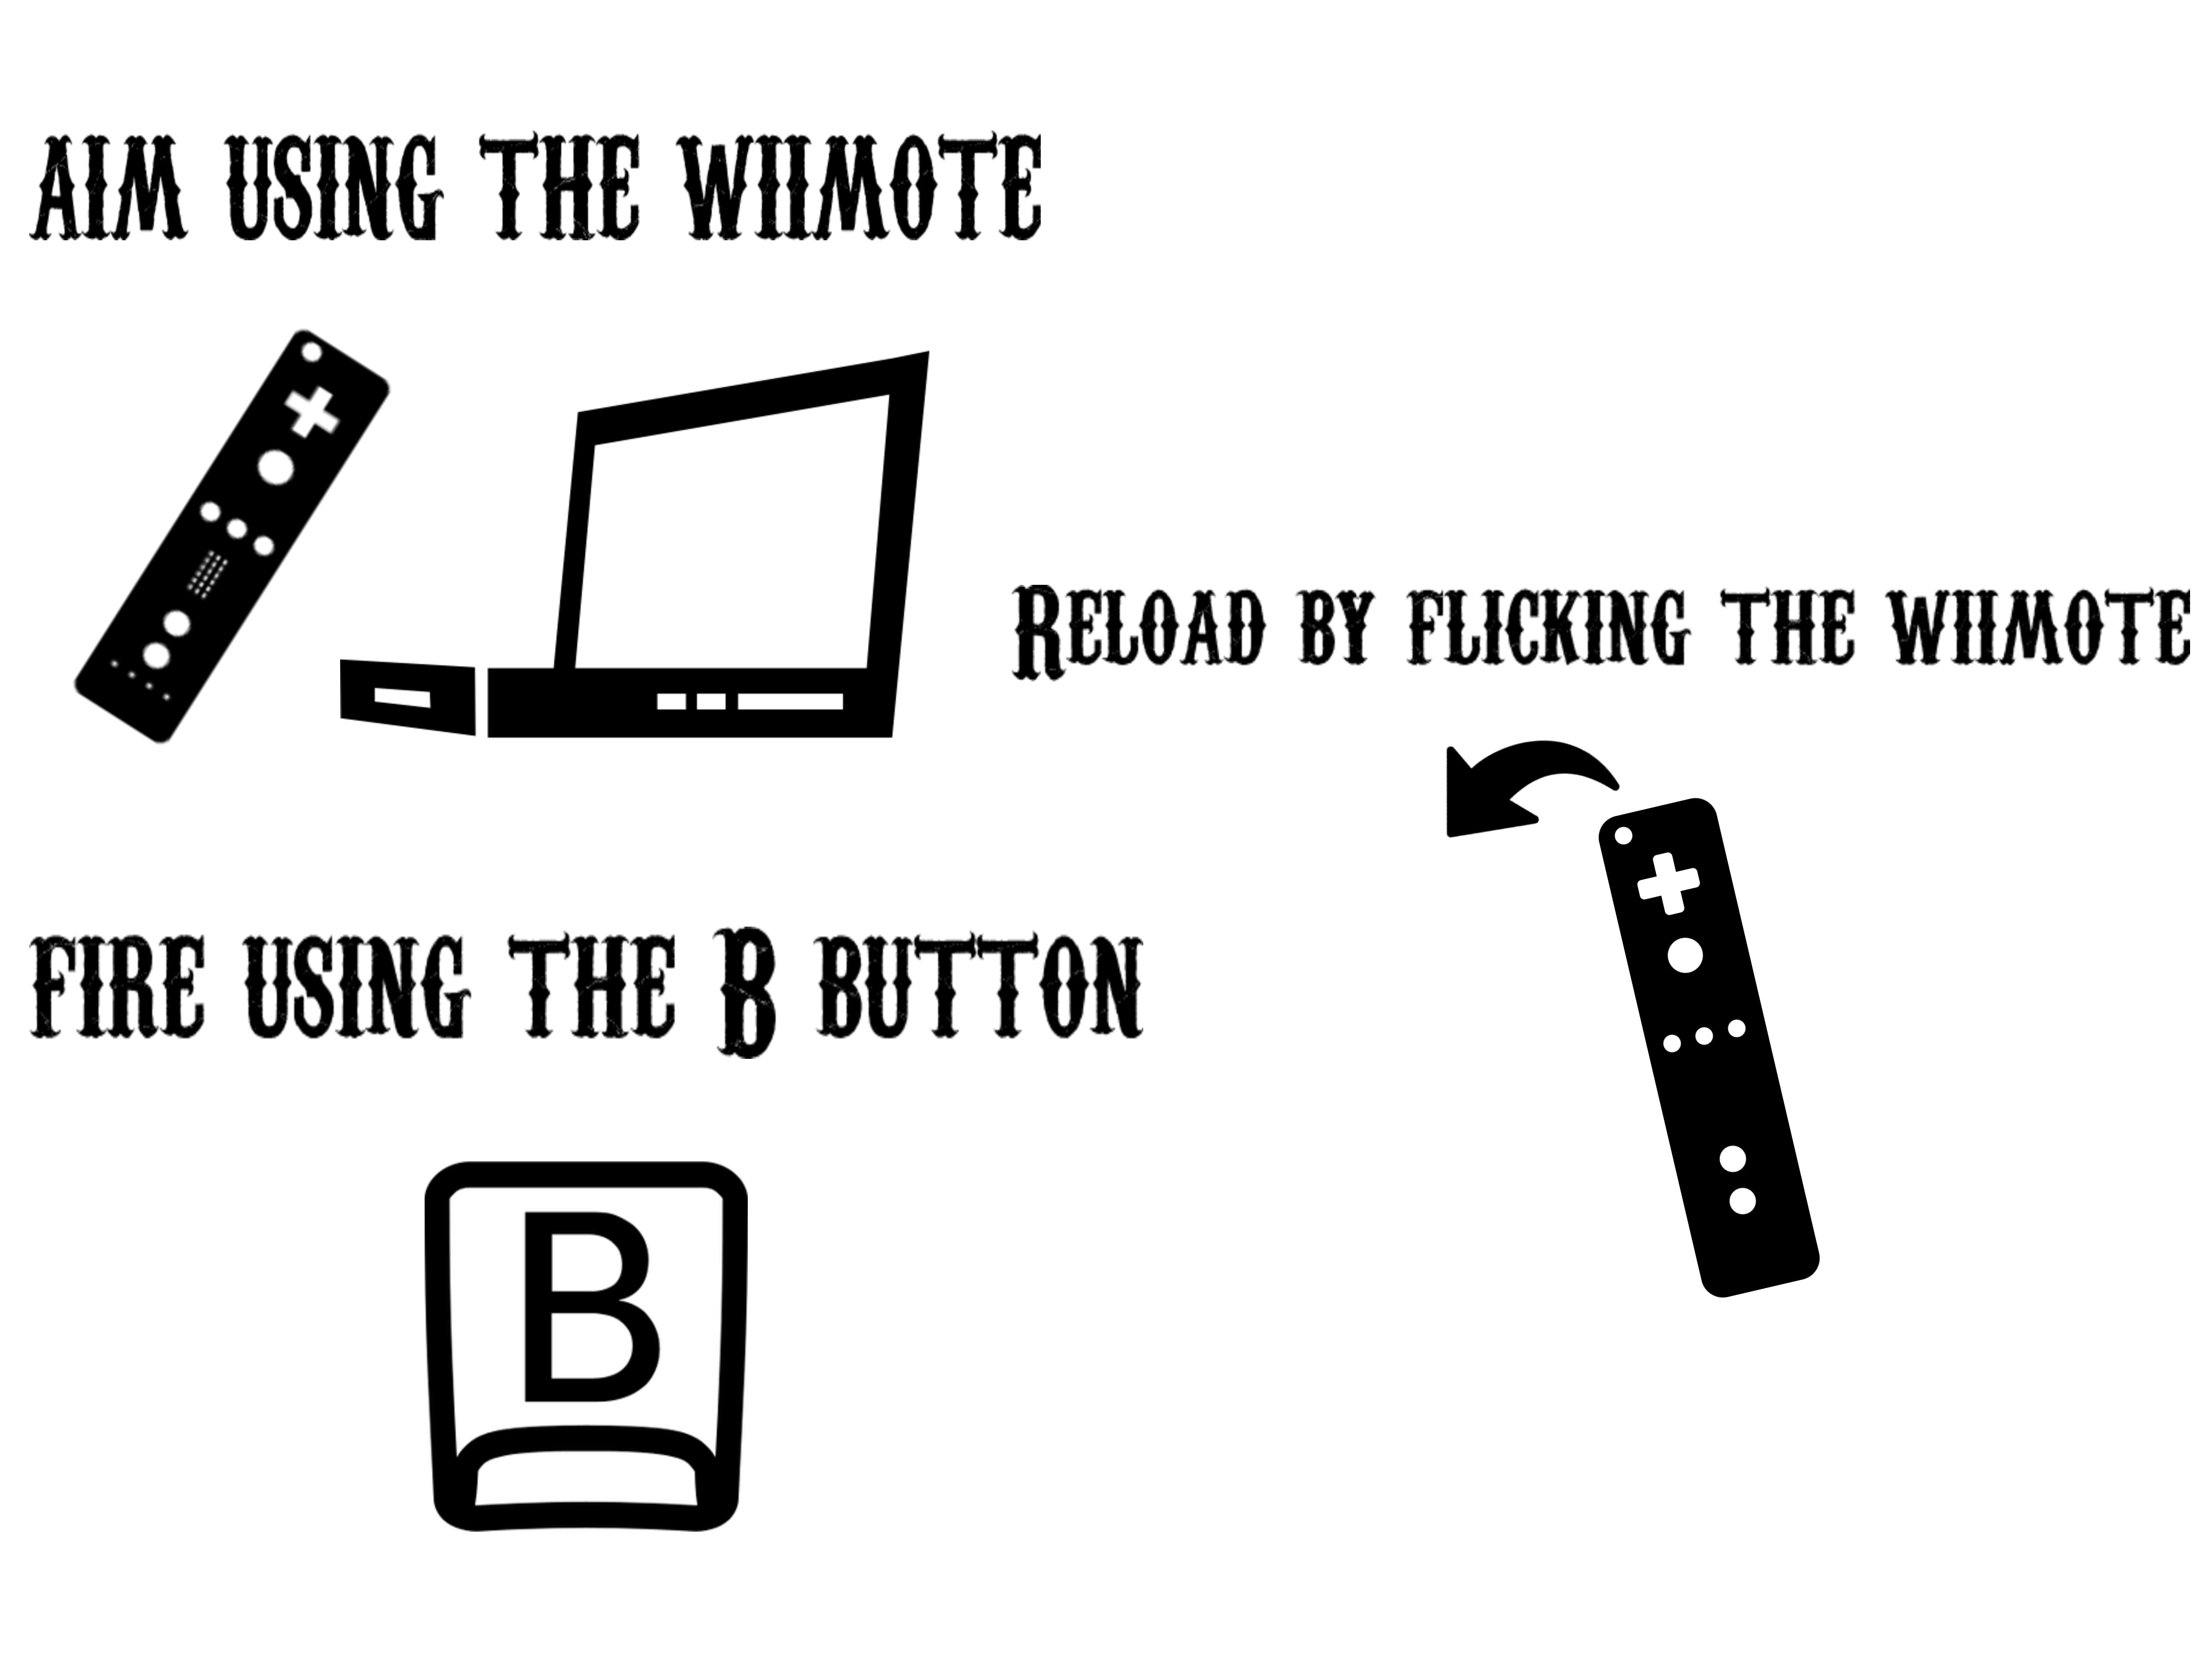 AIM USING THE WIIMOTE
RELOAD BY FLICKING THE WIIMOTE
FIRE USING THE B BUTTON
B